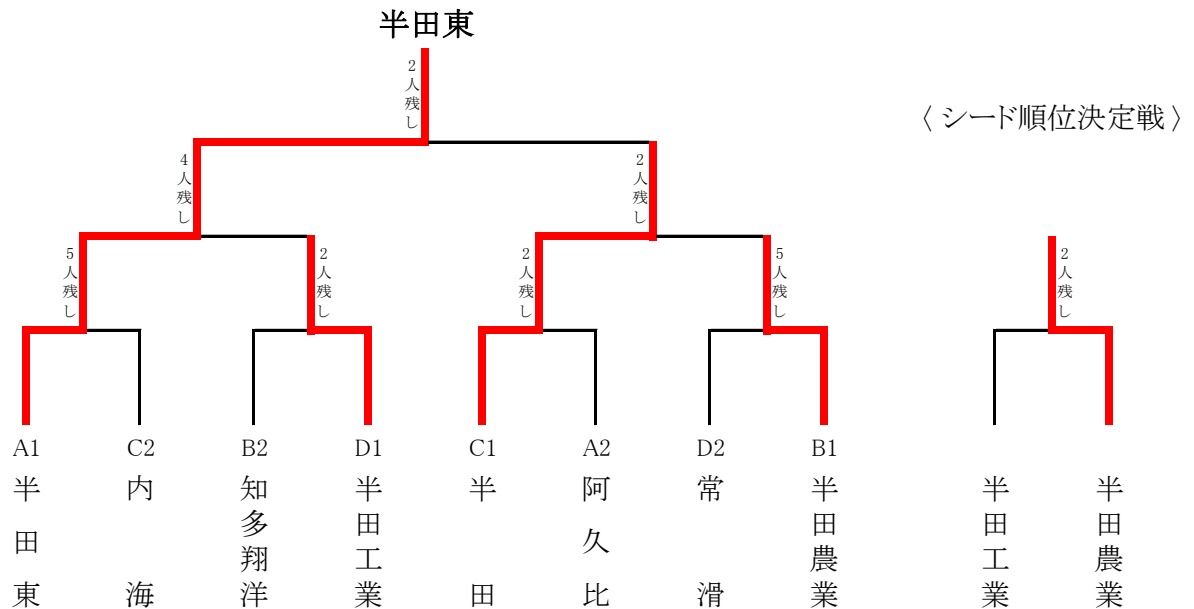 半田東
2人残し
〈 シード順位決定戦 〉
4人残し
2人残し
5人残し
2人残し
2人残し
5人残し
2人残し
A1
C2
B2
D1
C1
A2
D2
B1
半田東
内海
知多翔洋
半田工業
半田
阿久比
常滑
半田農業
半田工業
半田農業